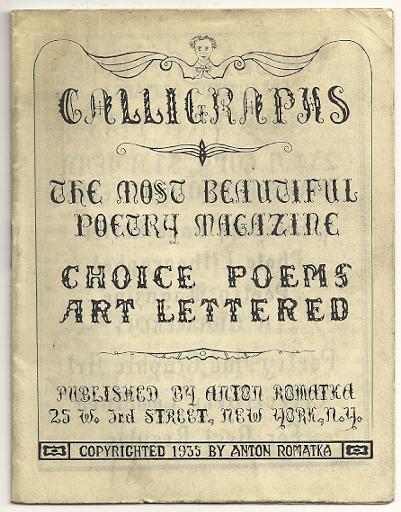 CALLIGRAPHS
THE MOST BEAUTIFUL
POETRY MAGAZINE
CHOICE POEMS
ART LETTERED
PUBLISHED BY ANTON ROMATKA
25 W. 3rd STREET, NEW YORK, N.Y.
COPYRIGHTED 1935 BY ANTON ROMATKA